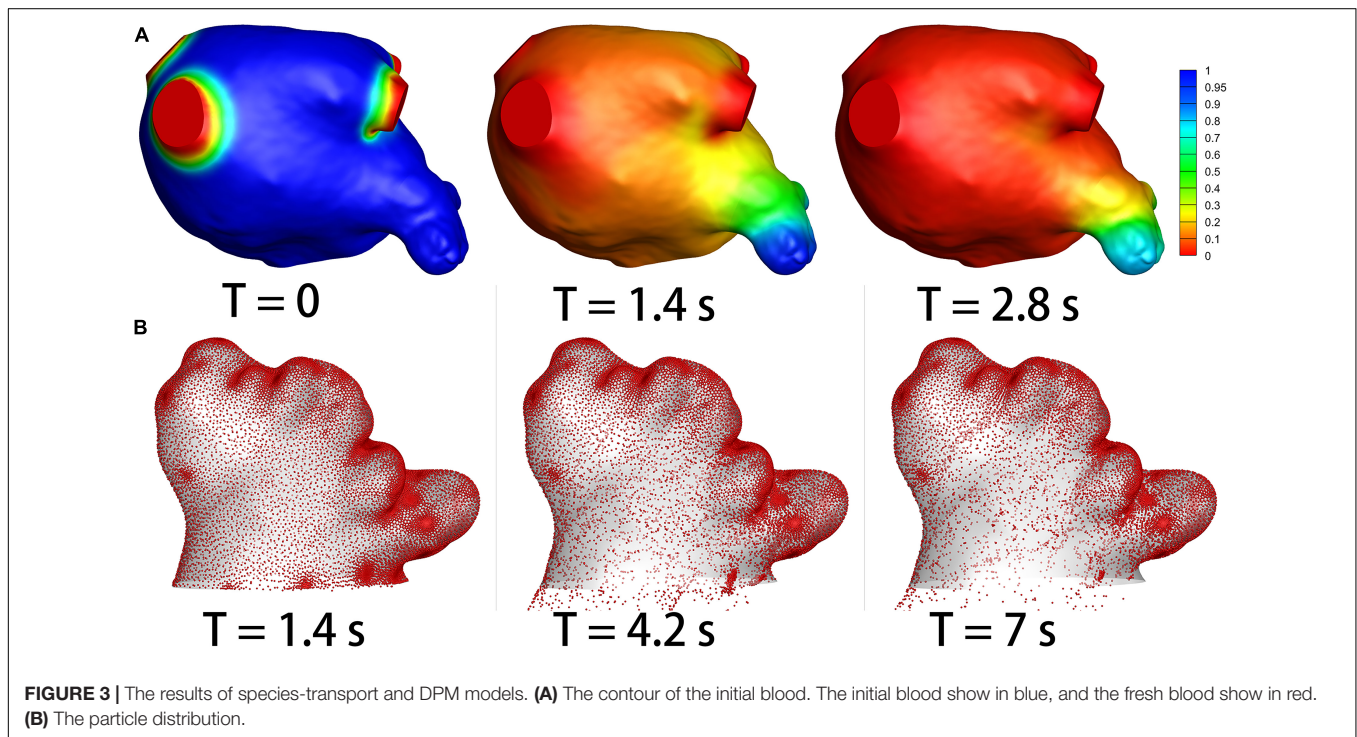 A
1
0.95
0.9
0.8
0.7
0.6
0.5
0.4
0.3
0.2
0.1
0
T = 0
T = 1.4 s
T = 2.8 s
B
T = 1.4 s
T = 4.2 s
T = 7 s
FIGURE 3 | The results of species-transport and DPM models. (A) The contour of the initial blood. The initial blood show in blue, and the fresh blood show in red.
(B) The particle distribution.